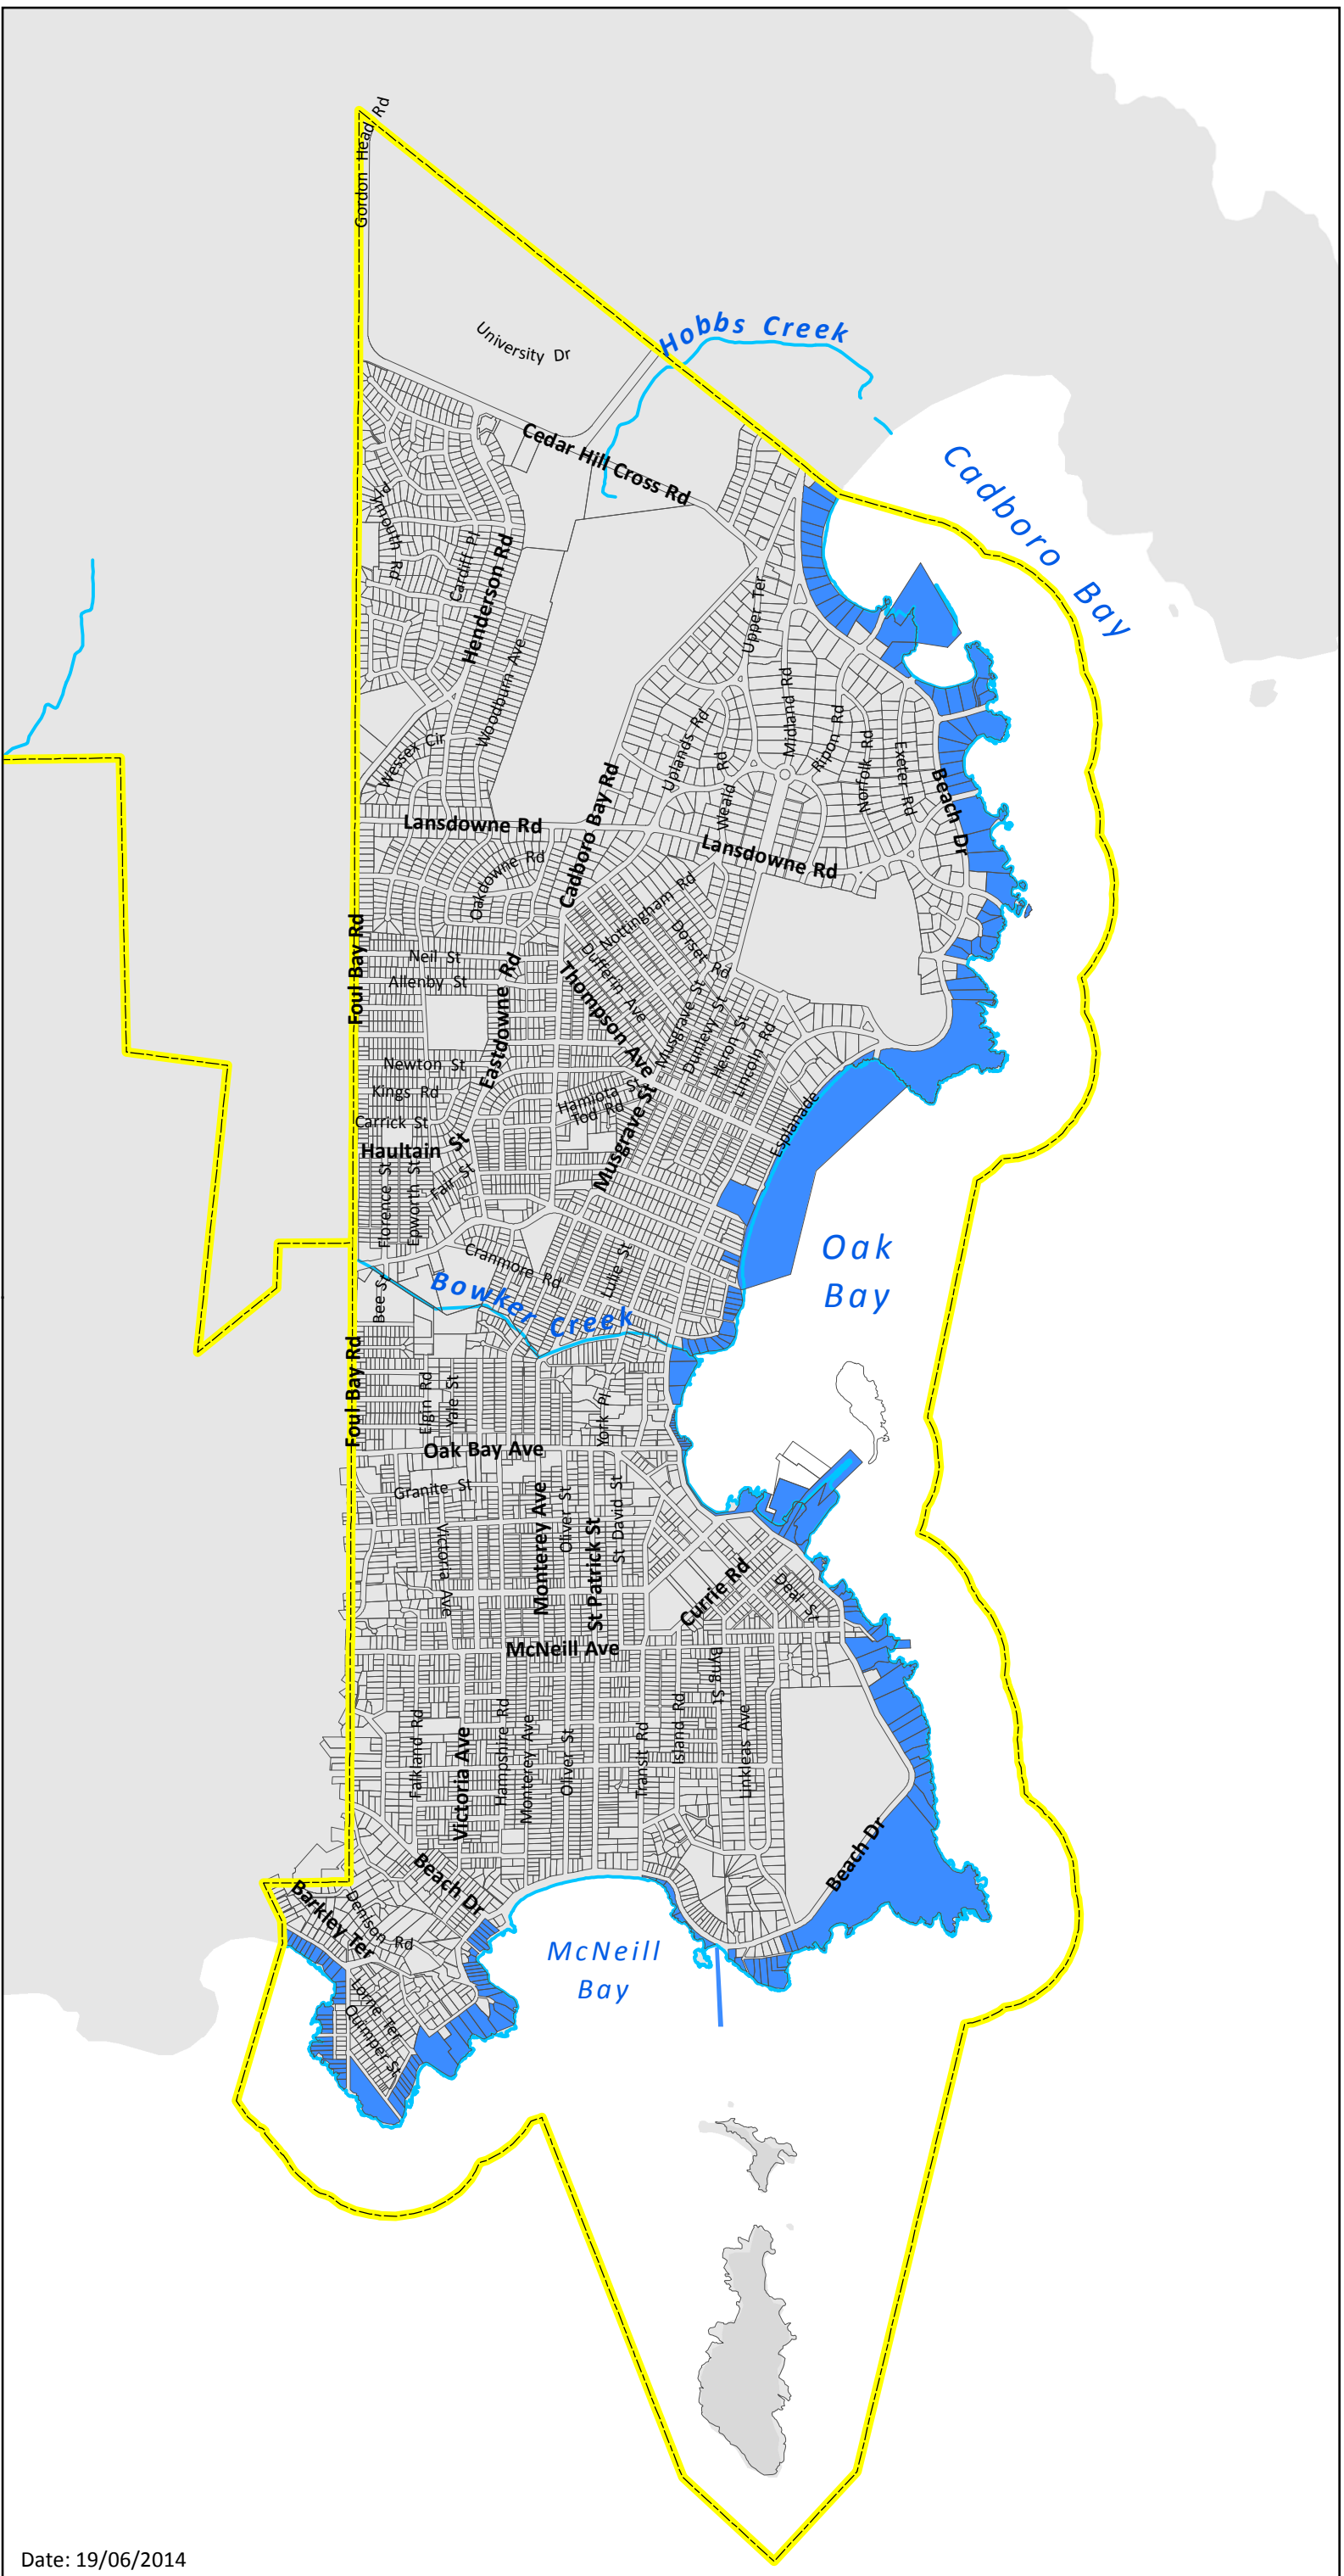 Gordon Head Rd
University Dr
Hobbs Creek
Cedar Hill Cross Rd
Cadboro Bay
Yrmouth Rd
Cardiff Pl
Henderson Rd
Upper Ter
Woodburn Ave
Midland Rd
Uplands Rd
Ripon Rd
Wessex Cir
Weald Rd
Norfolk Rd
Exeter Rd
Beach Dr
Lansdowne Rd
Cadboro Bay Rd
Lansdowne Rd
Oakdowne Rd
Nottingham Rd
Foul Bay Rd
Neil St
Dorset Rd
Dufferin Ave
Allenby St
Eastdowne Rd
Thompson Ave
Musgrave St
Dunlevy St
Heron St
Lincoln Rd
Newton St
Kings Rd
Hamiota St
Tod Rd
Carrick St
Esplanade
Haultain St
Musgrave St
Fair St
Florence St
Epworth St
Oak
Bay
Cranmore Rd
Lulie St
Bowker Creek
Bee St
Foul Bay Rd
Elgin Rd
Yale St
York Pl
Oak Bay Ave
Granite St
Monterey Ave
Oliver St
St David St
St Patrick St
Victoria Ave
Currie Rd
Deal St
McNeill Ave
Byng St
Falkland Rd
Victoria Ave
Hampshire Rd
Monterey Ave
Oliver St
Transit Rd
Island Rd
Linkleas Ave
Beach Dr
Beach Dr
Barkley Ter
Denison Rd
McNeill
Bay
Lorne Ter
Quimper St
Date: 19/06/2014